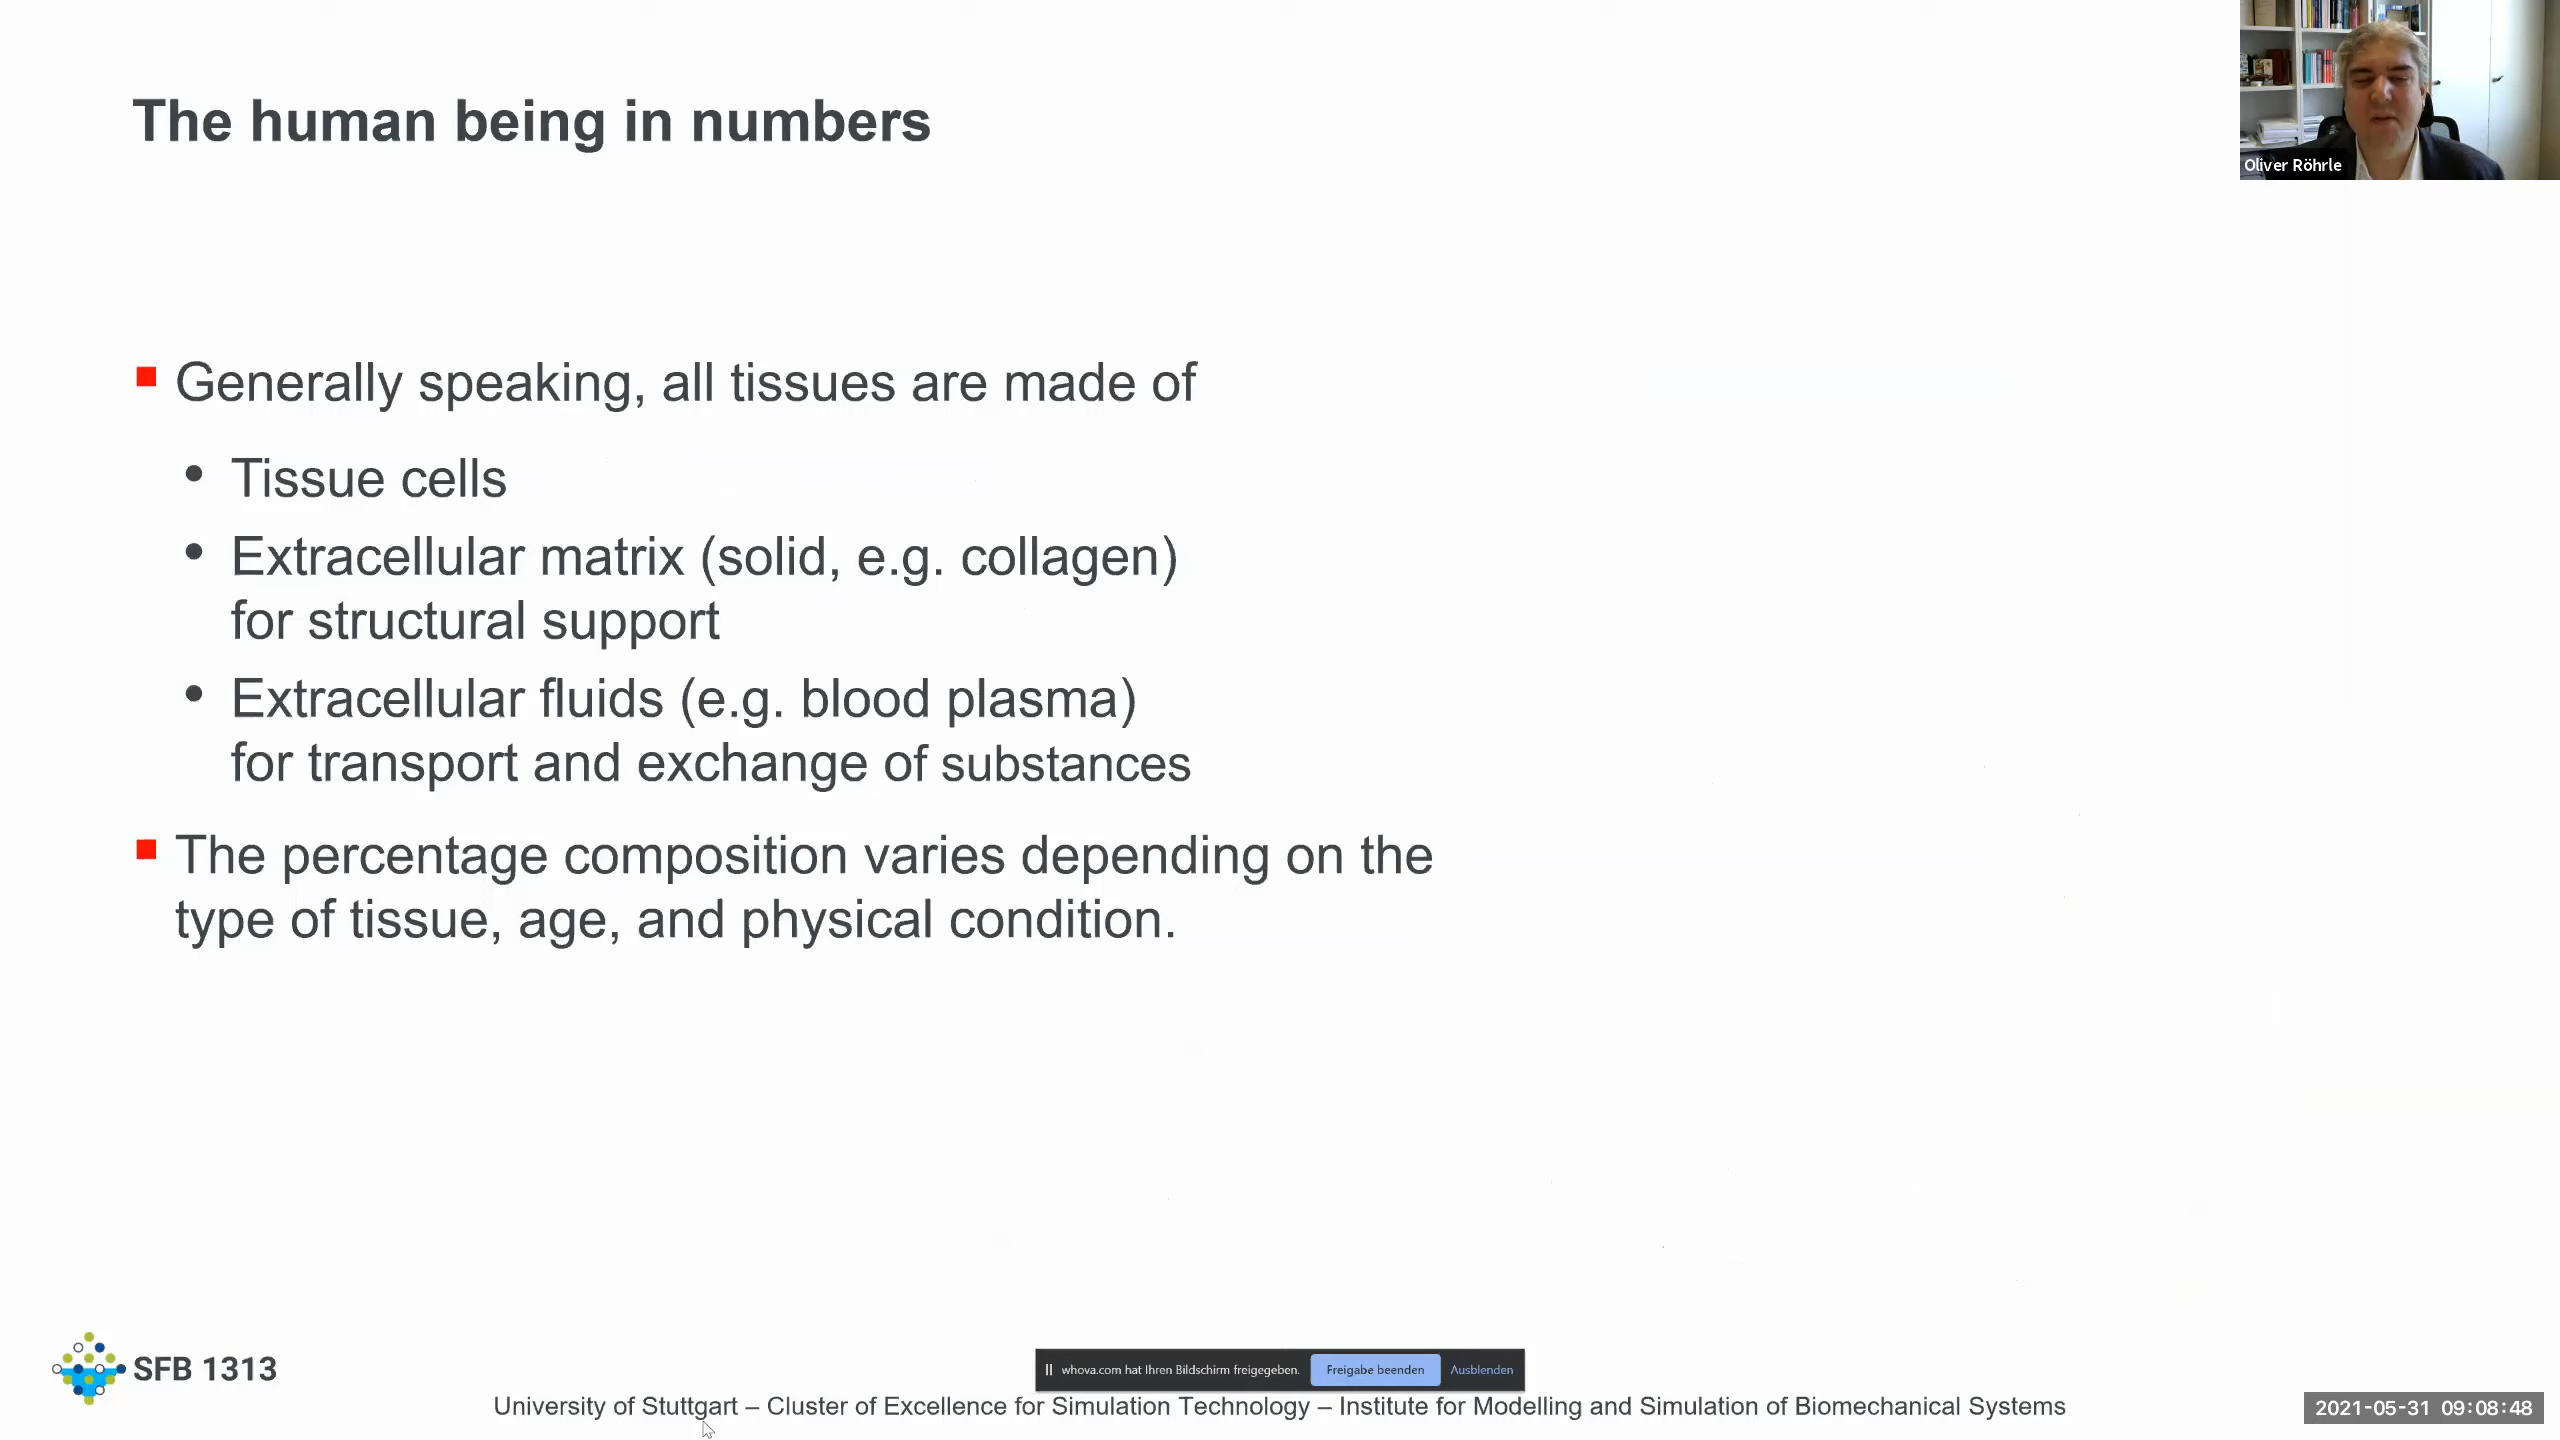 The human being in numbers
Oliver Röhrle
Generally speaking, all tissues are made of
Tissue cells
Extracellular matrix (solid, e.g. collagen)
for structural support
Extracellular fluids (e.g. blood plasma)
for transport and exchange of substances
The percentage composition varies depending on the
type of tissue, age, and physical condition.
SFB 1313
whova.com hat Ihren Bildschirm freigegeben. Freigabe beenden Ausblenden
University of Stuttgart – Cluster of Excellence for Simulation Technology – Institute for Modelling and Simulation of Biomechanical Systems
2021-05-31 09:08:48